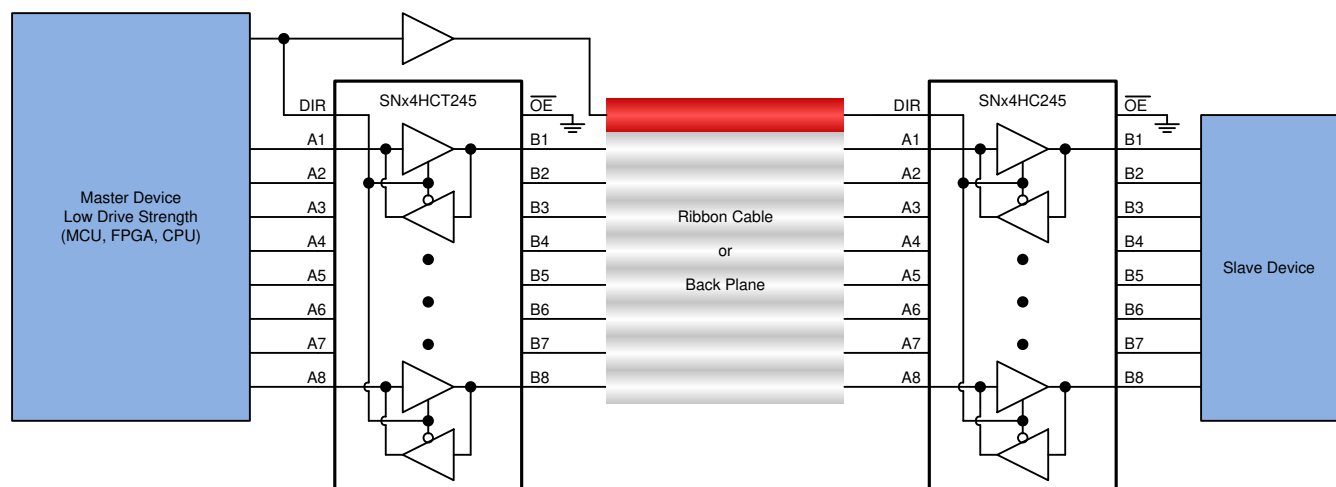 SNx4HCT245
SNx4HC245
DIR
OE
DIR
OE
A1
B1
A1
B1
A2
B2
A2
B2
Master Device
Low Drive Strength
(MCU, FPGA, CPU)
A3
B3
Ribbon Cable
A3
B3
A4
B4
or
A4
B4
A5
B5
Back Plane
A5
B5
Slave Device
A6
B6
A6
B6
A7
B7
A7
B7
A8
B8
A8
B8